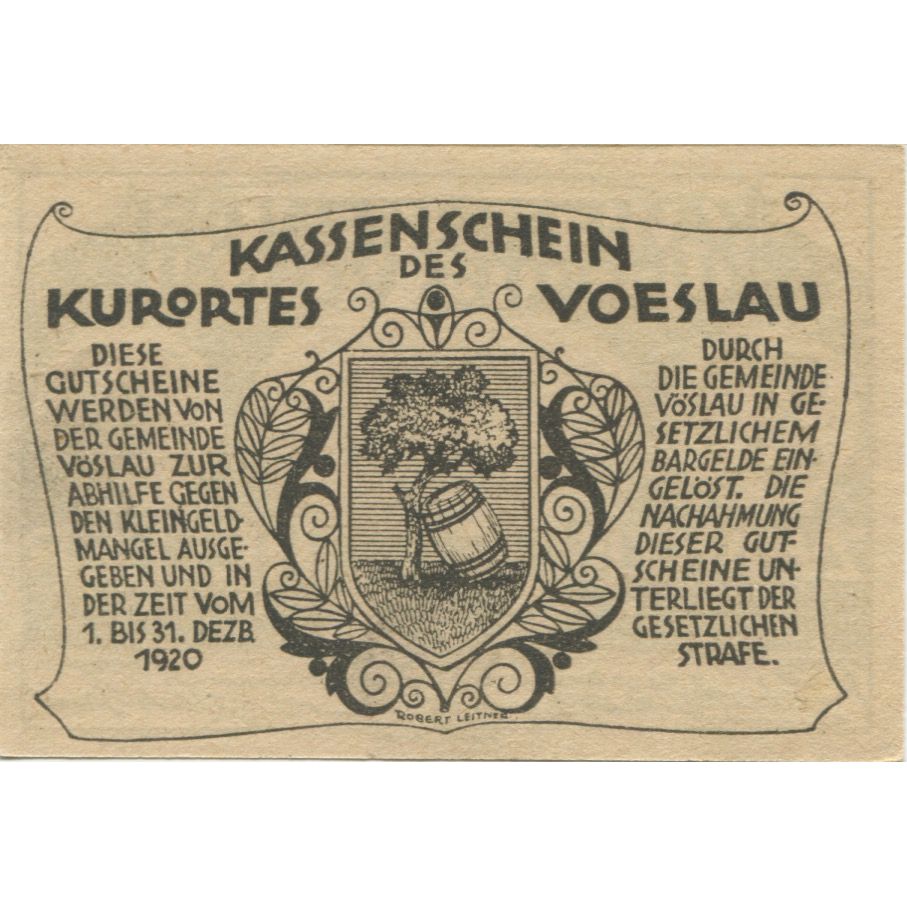 KASSENSCHEIN
DES
KURORTES VOESLAU
DIESE
GUTSCHEINE
WERDEN VON
DER GEMEINDE
VÖSLAU ZUR
ABHILFE GEGEN
DEN KLEINGELD-
MANGEL AUSGE-
GEBEN UND IN
DER ZEIT VOM
1. BIS 31. DEZB.
1920
DURCH
DIE GEMEINDE
VÖSLAU IN GE-
SETZLICHEM
BARGELDE EIN-
GELÖST. DIE
NACHAHMUNG
DIESER GUT-
SCHEINE UN-
TERLIEGT DER
GESETZLICHEN
STRAFE.
ROBERT LEITNER